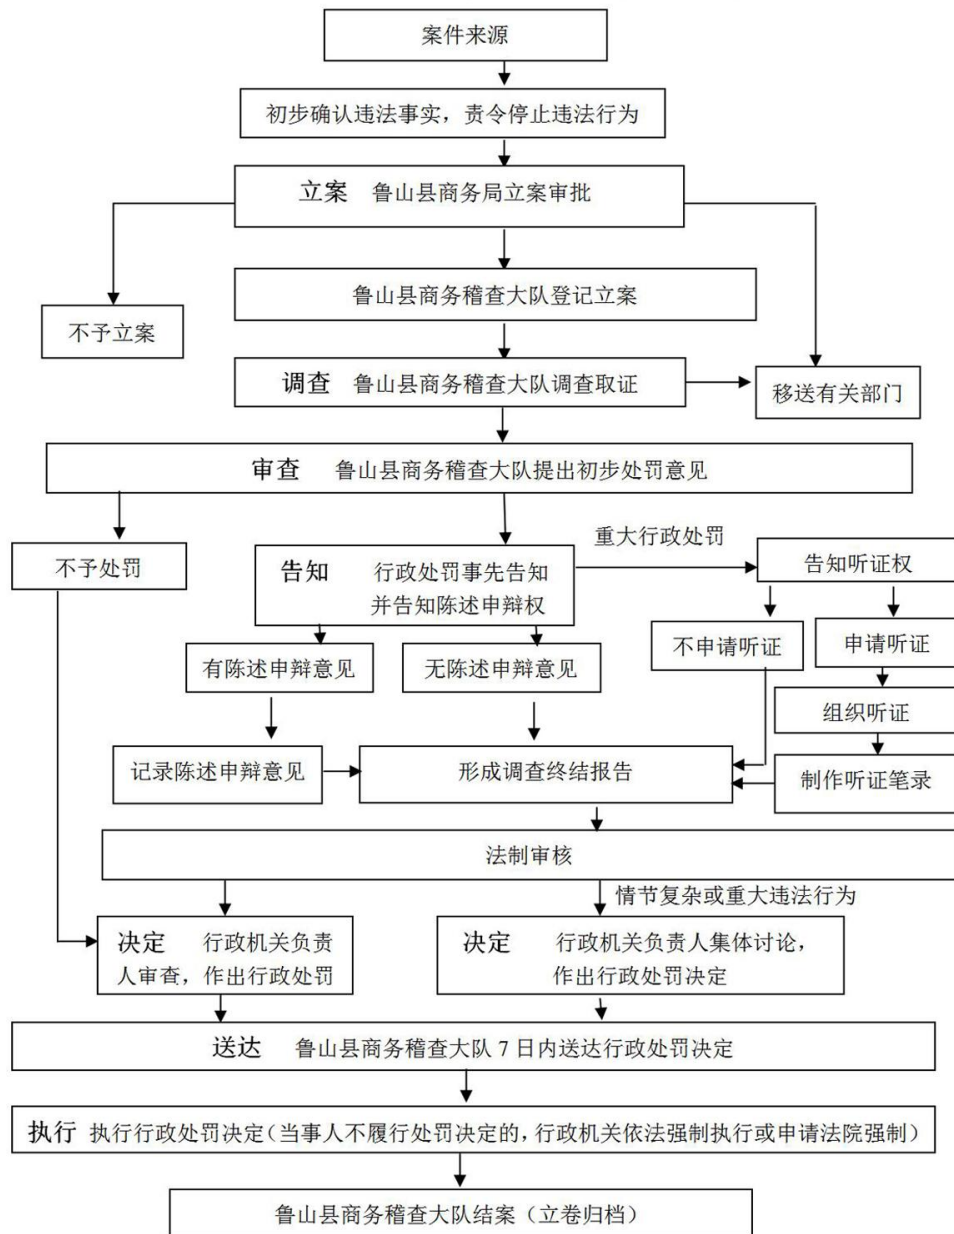 案件来源
初步确认违法事实，责令停止违法行为
立案 鲁山县商务局立案审批
鲁山县商务稽查大队登记立案
不予立案
调查 鲁山县商务稽查大队调查取证
移送有关部门
审查 鲁山县商务稽查大队提出初步处罚意见
重大行政处罚
不予处罚
告知 行政处罚事先告知
并告知陈述申辩权
告知听证权
不申请听证
申请听证
有陈述申辩意见
无陈述申辩意见
组织听证
记录陈述申辩意见
形成调查终结报告
制作听证笔录
法制审核
情节复杂或重大违法行为
决定 行政机关负责
人审查，作出行政处罚
决定 行政机关负责人集体讨论，
作出行政处罚决定
送达 鲁山县商务稽查大队 7 日内送达行政处罚决定
执行 执行行政处罚决定（当事人不履行处罚决定的，行政机关依法强制执行或申请法院强制）
鲁山县商务稽查大队结案（立卷归档）